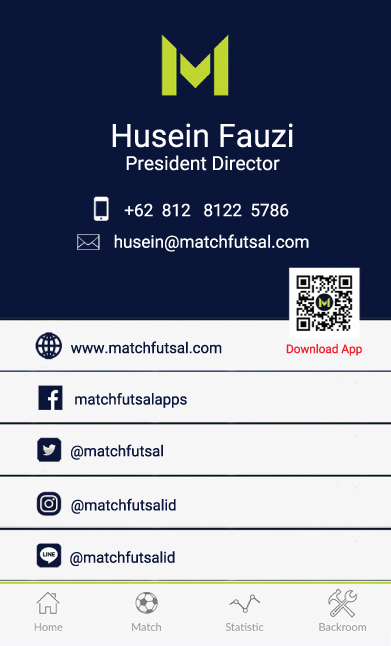 M
Husein Fauzi
President Director
+62 812 8122 5786
husein@matchfutsal.com
M
www.matchfutsal.com
Download App
matchfutsalapps
@matchfutsal
@matchfutsalid
LINE
@matchfutsalid
Home Match Statistic Backroom